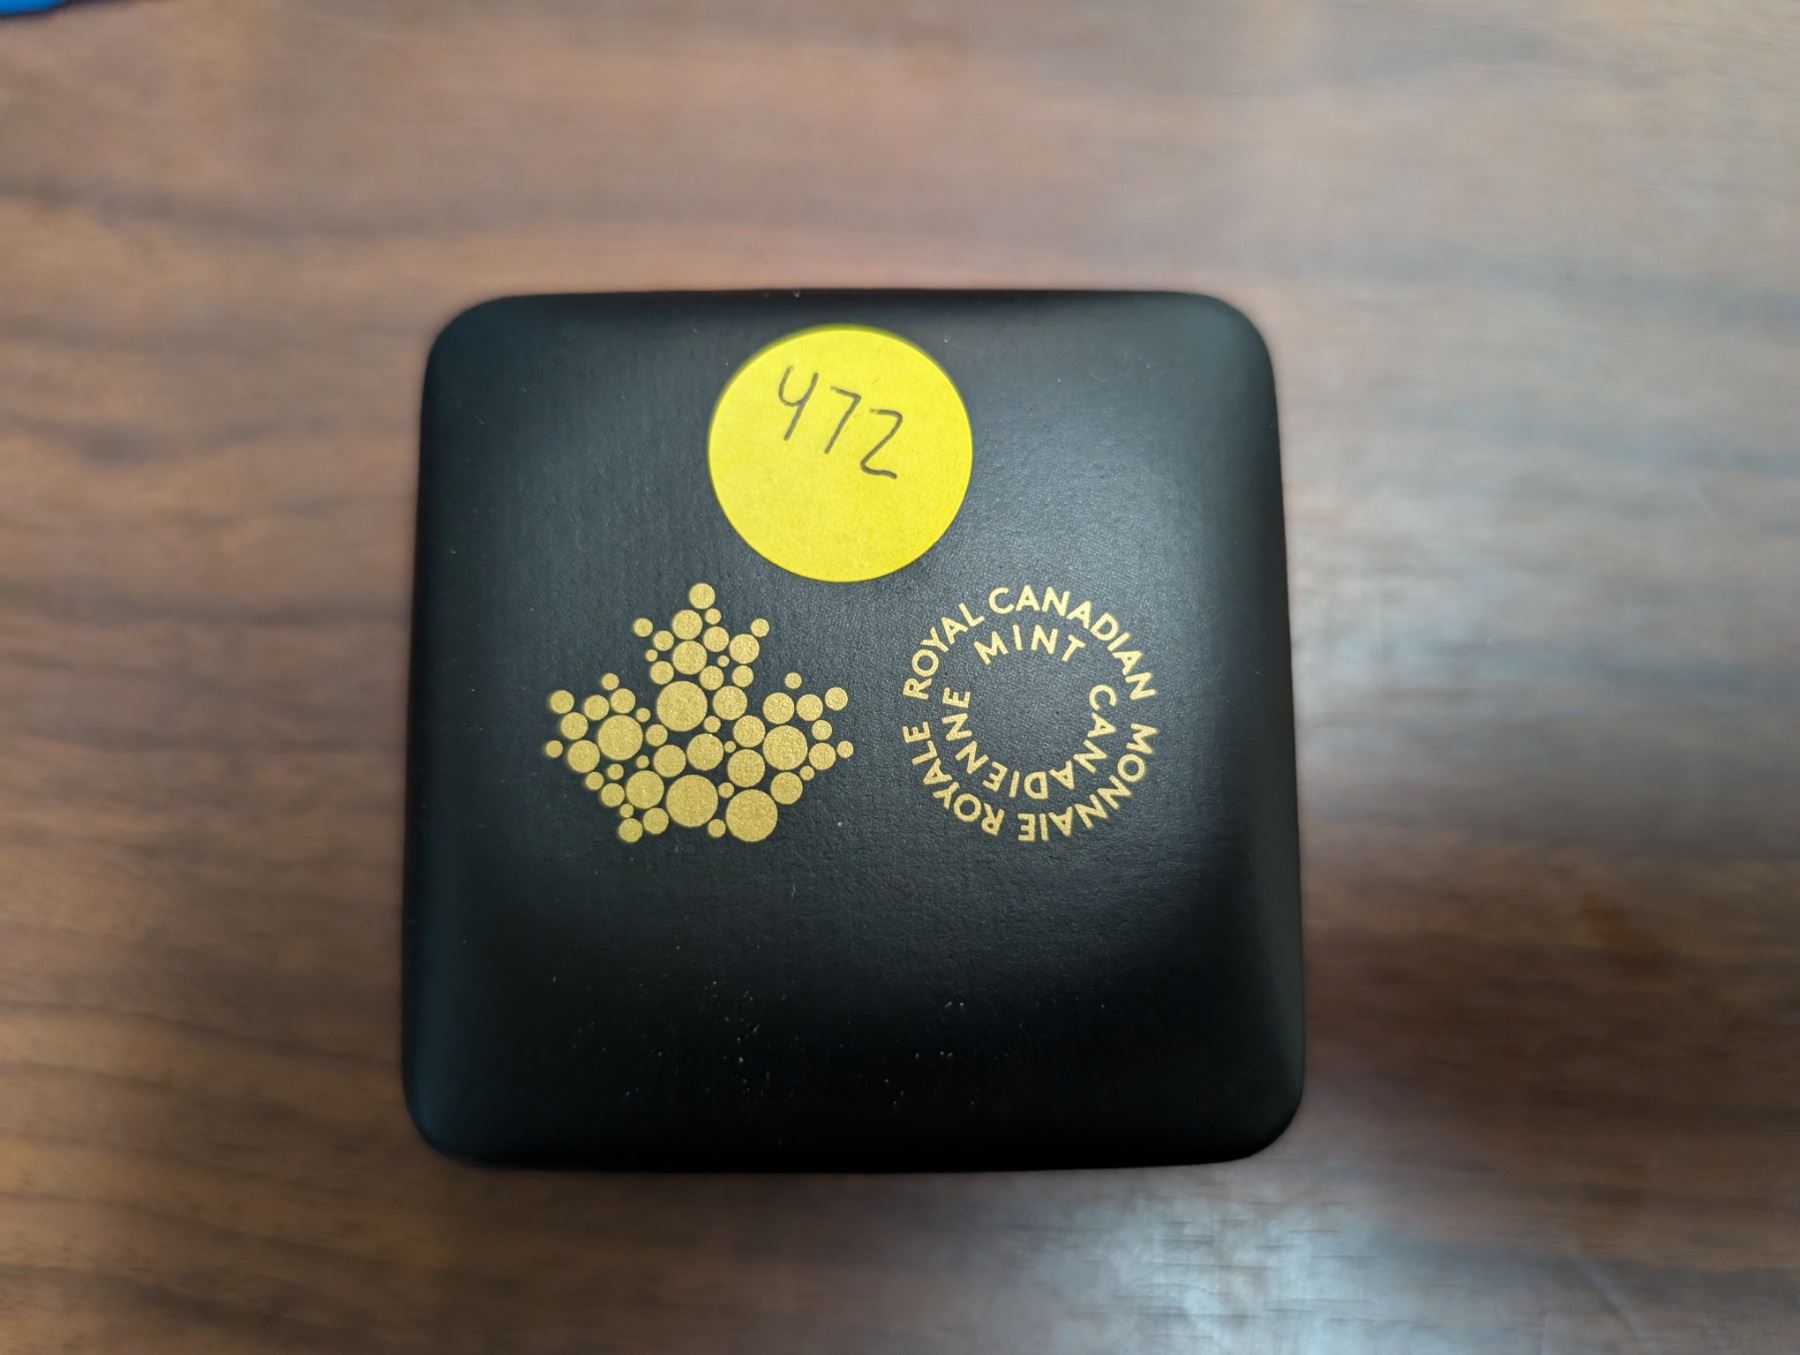 472
ROYAL CANADIAN
MINT
MONNAIE ROYALE
CANADIENNE